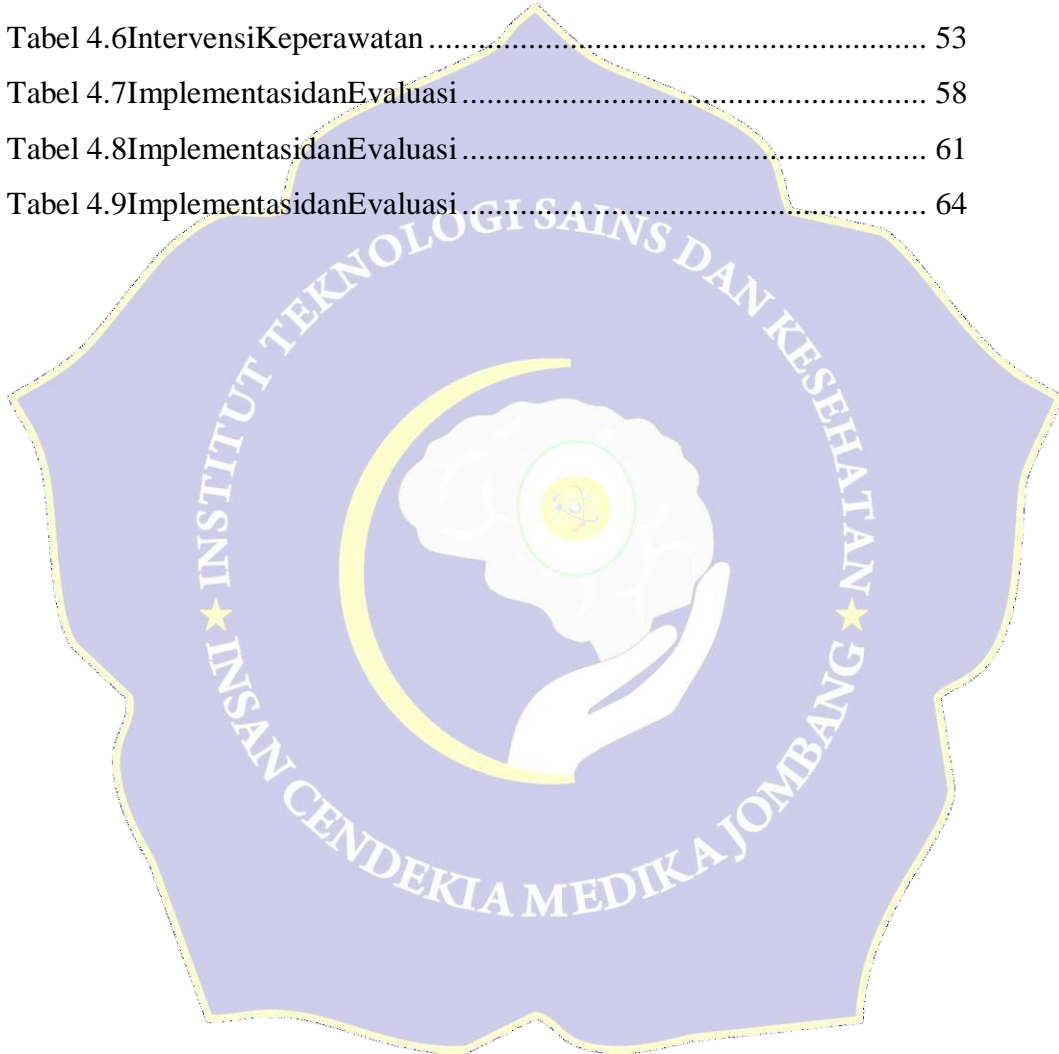 Tabel 4.6IntervensiKeperawatan ................................................................ 53
Tabel 4.7ImplementasidanEvaluasi ............................................................ 58
Tabel 4.8ImplementasidanEvaluasi ............................................................ 61
Tabel 4.9ImplementasidanEvaluasi ............................................................ 64
INSTITUT TEKNOLOGI SAINS DAN KESEHATAN
INSAN CENDEKIA MEDIKA JOMBANG